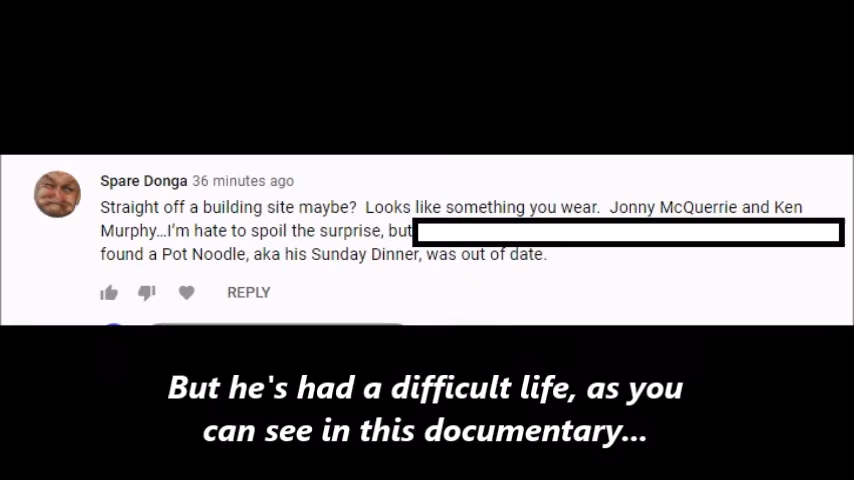 Spare Donga 36 minutes ago
Straight off a building site maybe?  Looks like something you wear.  Jonny McQuerrie and Ken
Murphy...I'm hate to spoil the surprise, but
found a Pot Noodle, aka his Sunday Dinner, was out of date.
REPLY
But he's had a difficult life, as you
can see in this documentary...